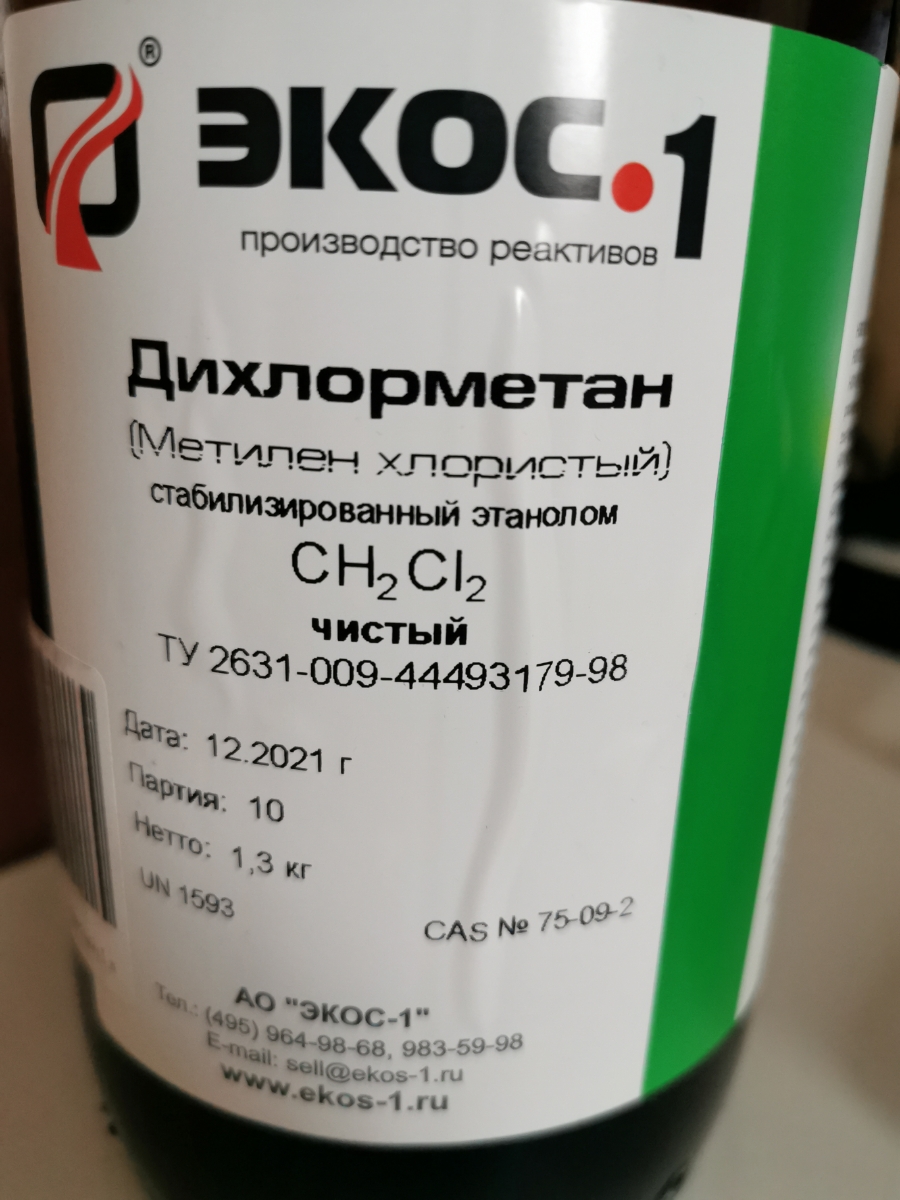 ®
ЭКОС·1
производство реактивов
Дихлорметан
(Метилен хлористый)
стабилизированный этанолом
CH₂Cl₂
чистый
ТУ 2631-009-44493179-98
Дата: 12.2021 г
Партия: 10
Нетто: 1,3 кг
UN 1593
CAS № 75-09-2
АО "ЭКОС-1"
Тел.: (495) 964-98-68, 983-59-98
E-mail: sell@ekos-1.ru
www.ekos-1.ru